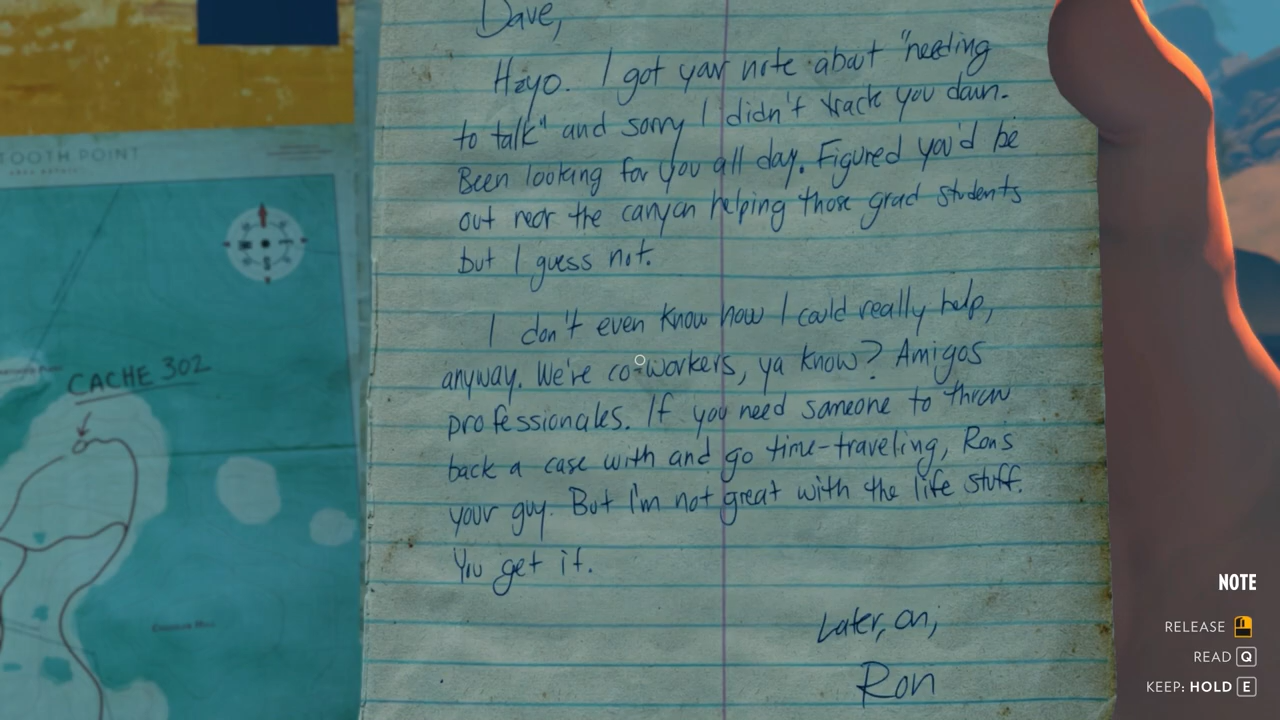 TOOTH POINT
CACHE 302
Dave,
Heyo. I got your note about "needing
to talk" and sorry I didn't track you down.
Been looking for you all day. Figured you'd be
out near the canyon helping those grad students
but I guess not.
I don't even know how I could really help,
anyway. We're co-workers, ya know? Amigos
professionales. If you need someone to throw
back a case with and go time-traveling, Ron's
your guy. But I'm not great with the life stuff.
You get it.
Later, on,
Ron
NOTE
RELEASE
READ Q
KEEP: HOLD E